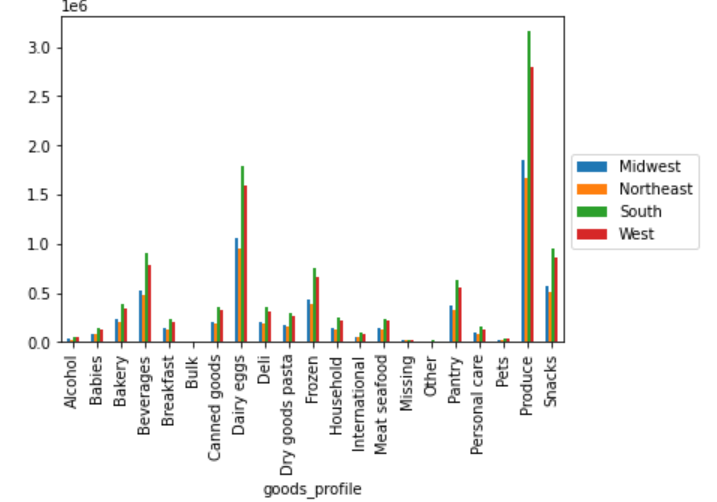 1e6
3.0
2.5
2.0
1.5
1.0
0.5
0.0
Alcohol
Babies
Bakery
Beverages
Breakfast
Bulk
Canned goods
Dairy eggs
Deli
Dry goods pasta
Frozen
Household
International
Meat seafood
Missing
Other
Pantry
Personal care
Pets
Produce
Snacks
goods_profile
Midwest
Northeast
South
West